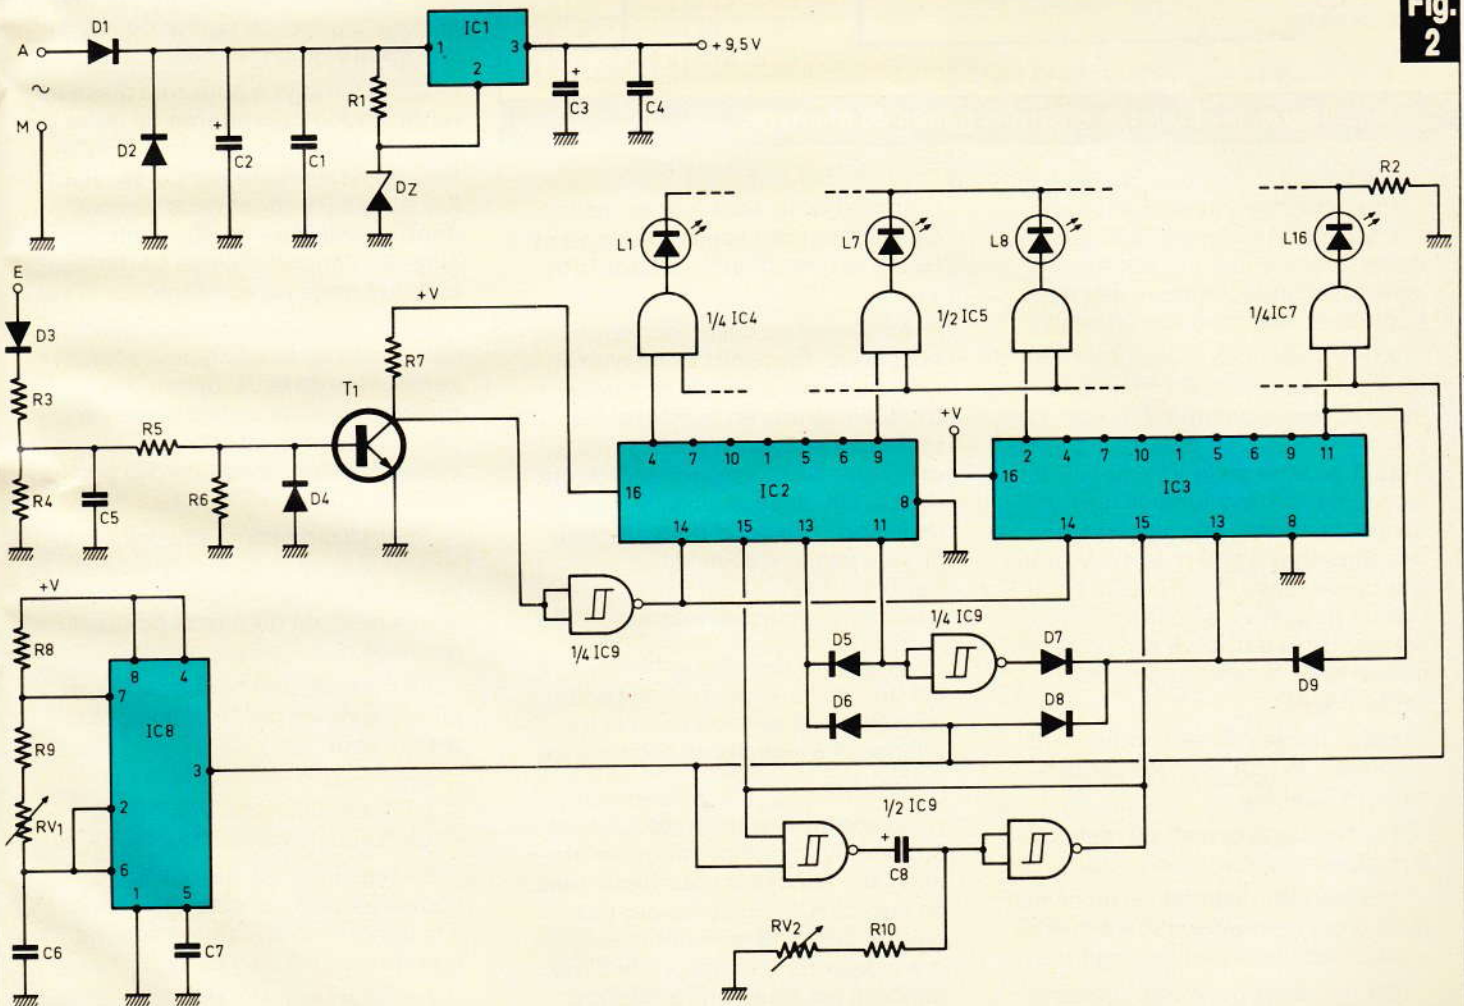 Fig.
2
A
~
M
D1
D2
+
C2
C1
R1
DZ
IC1
1
3
2
+9,5V
+
C3
C4
E
D3
R3
R4
C5
R5
R6
D4
T1
R7
+V
L1
1/4 IC4
L7
1/2 IC5
L8
L16
1/4 IC7
R2
4 7 10 1 5 6 9
16
IC2
8
14 15 13 11
+V
2 4 7 10 1 5 6 9 11
16
IC3
14 15 13 8
1/4 IC9
1/4 IC9
D5
D6
D7
D8
D9
+V
R8
R9
RV1
C6
8 4
7
IC8
3
2
6
1 5
C7
1/2 IC9
+
C8
RV2
R10